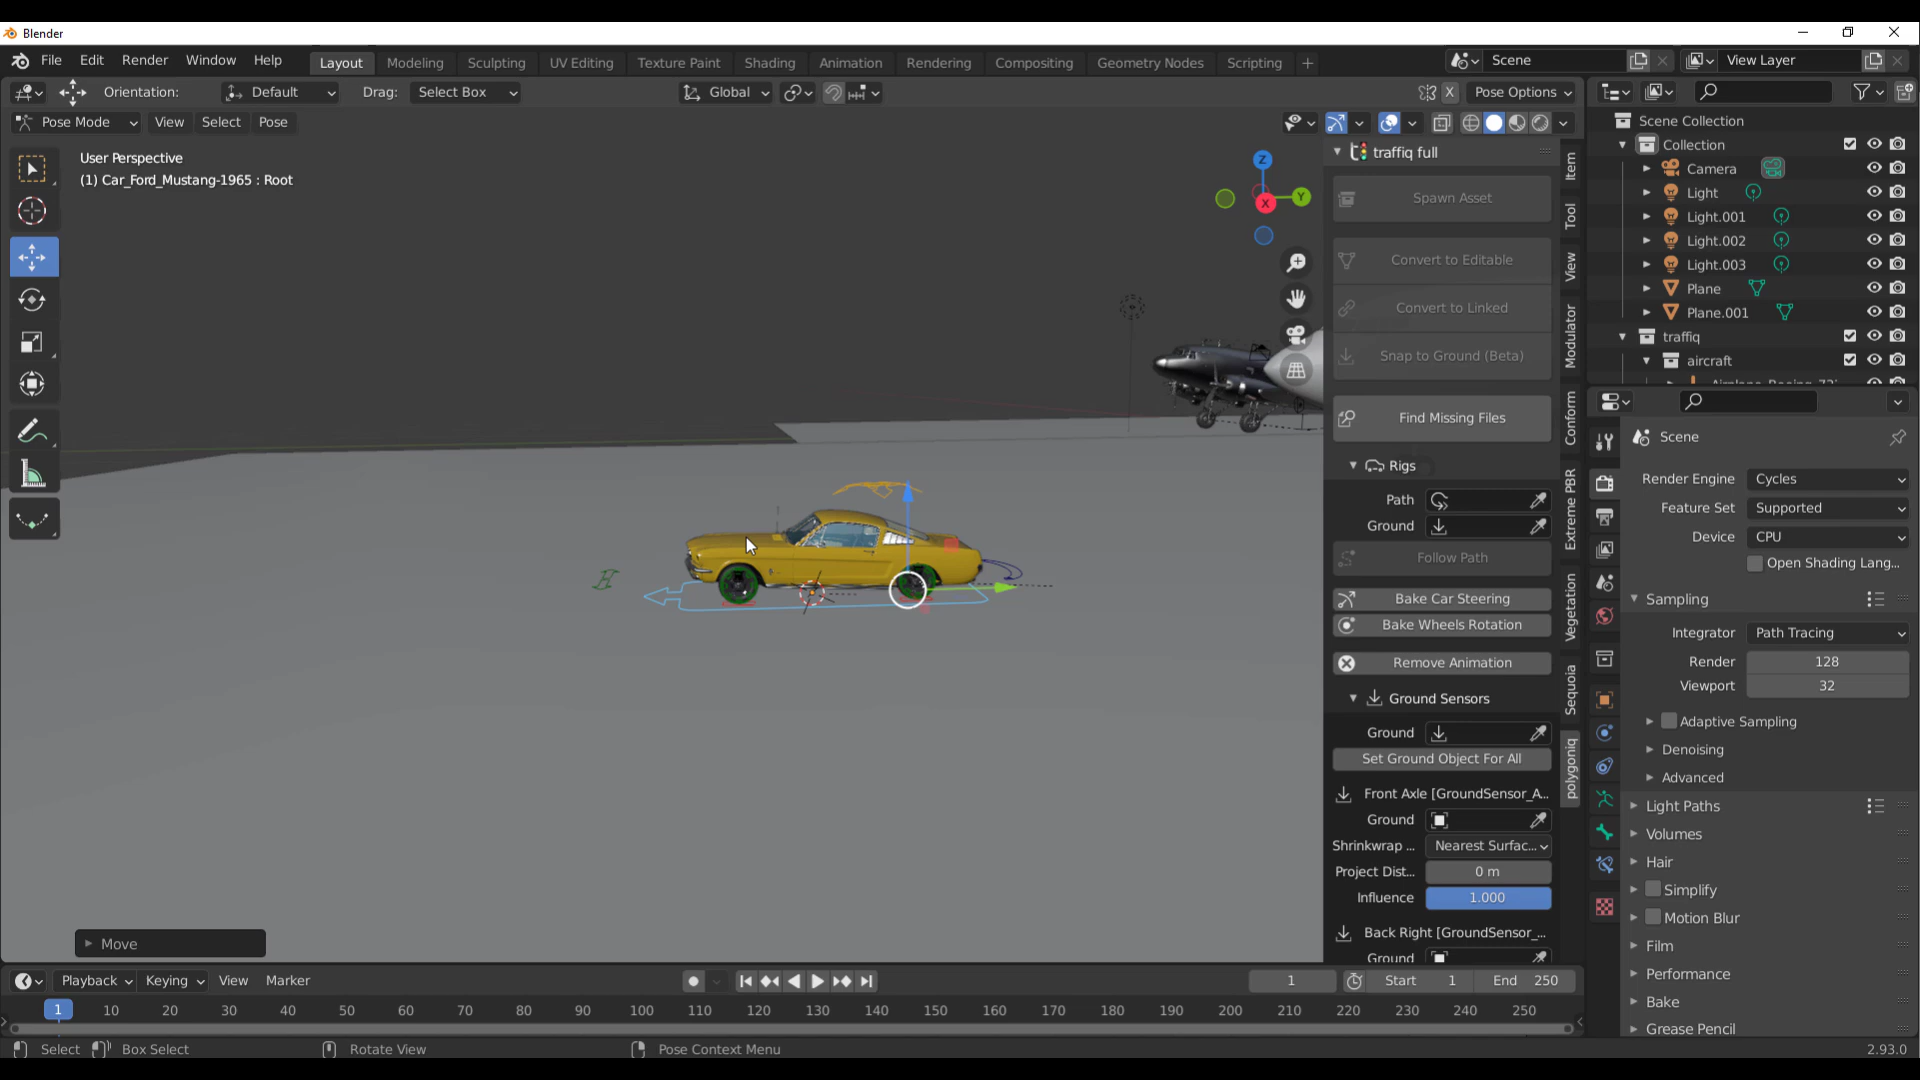 Blender
File Edit Render Window Help Layout Modeling Sculpting UV Editing Texture Paint Shading Animation Rendering Compositing Geometry Nodes Scripting + Scene View Layer
Orientation: Default Drag: Select Box Global X Pose Options
Pose Mode View Select Pose
User Perspective
(1) Car_Ford_Mustang-1965 : Root
Z
Y
X
traffiq full
Spawn Asset
Convert to Editable
Convert to Linked
Snap to Ground (Beta)
Find Missing Files
Rigs
Path
Ground
Follow Path
Bake Car Steering
Bake Wheels Rotation
Remove Animation
Ground Sensors
Ground
Set Ground Object For All
Front Axle [GroundSensor_A...
Ground
Shrinkwrap ... Nearest Surfac...
Project Dist... 0 m
Influence 1.000
Back Right [GroundSensor_...
Ground
Item
Tool
View
Modulator
Conform
Extreme PBR
Vegetation
Sequoia
polygoniq
Scene Collection
Collection
Camera
Light
Light.001
Light.002
Light.003
Plane
Plane.001
traffiq
aircraft
Scene
Render Engine Cycles
Feature Set Supported
Device CPU
Open Shading Lang...
Sampling
Integrator Path Tracing
Render 128
Viewport 32
Adaptive Sampling
Denoising
Advanced
Light Paths
Volumes
Hair
Simplify
Motion Blur
Film
Performance
Bake
Grease Pencil
Move
Playback Keying View Marker 1 Start 1 End 250
1 10 20 30 40 50 60 70 80 90 100 110 120 130 140 150 160 170 180 190 200 210 220 230 240 250
Select Box Select Rotate View Pose Context Menu 2.93.0